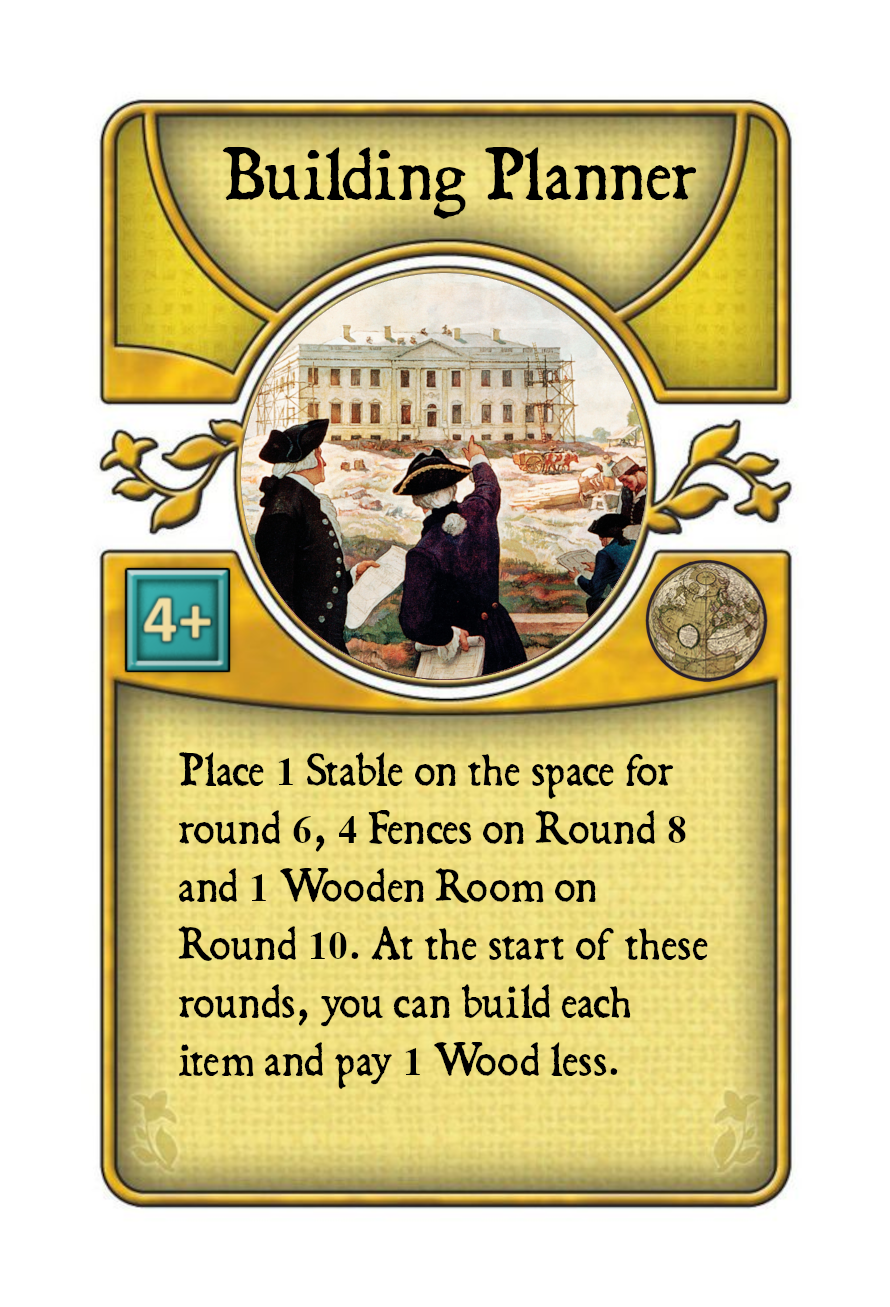 Building Planner
4+
Place 1 Stable on the space for
round 6, 4 Fences on Round 8
and 1 Wooden Room on
Round 10. At the start of these
rounds, you can build each
item and pay 1 Wood less.